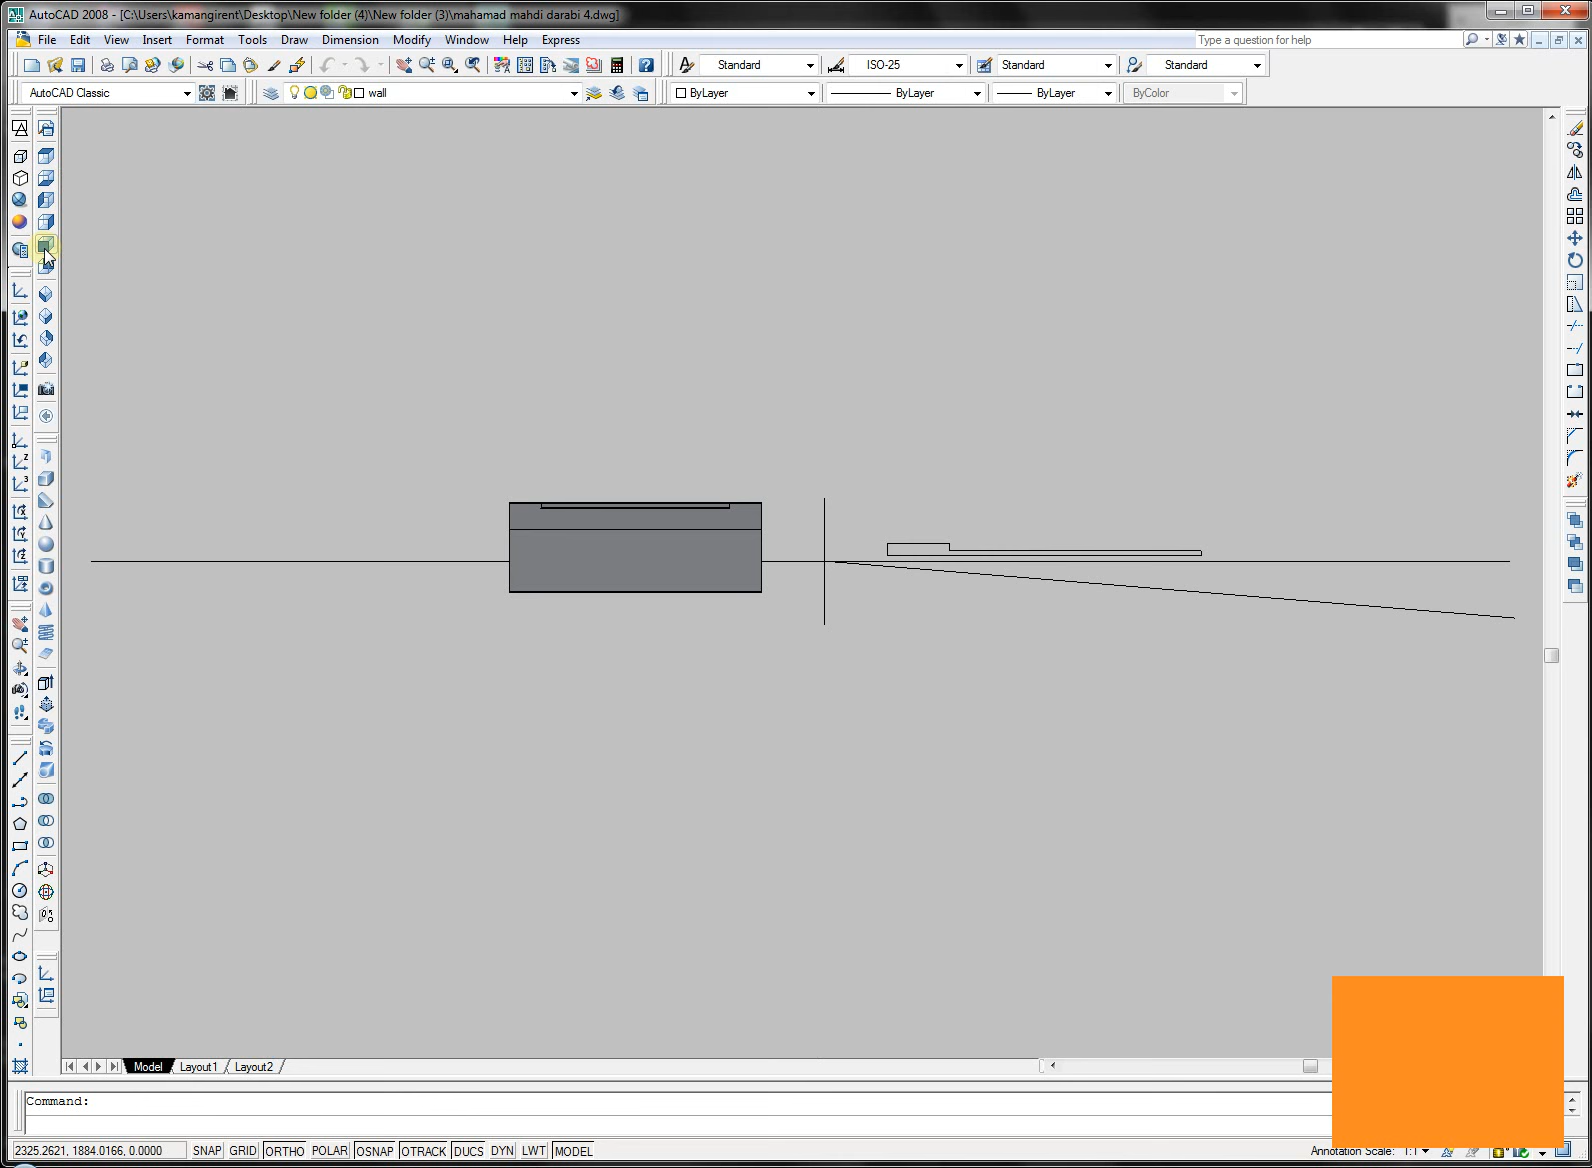 AutoCAD 2008 - [C:\Users\kamangirent\Desktop\New folder (4)\New folder (3)\mahamad mahdi darabi 4.dwg]
File Edit View Insert Format Tools Draw Dimension Modify Window Help Express
Type a question for help
Standard ISO-25 Standard Standard
AutoCAD Classic wall ByLayer ByLayer ByLayer ByColor
Model Layout1 Layout2
Command:
2325.2621, 1884.0166, 0.0000 SNAP GRID ORTHO POLAR OSNAP OTRACK DUCS DYN LWT MODEL
Annotation Scale: 1:1